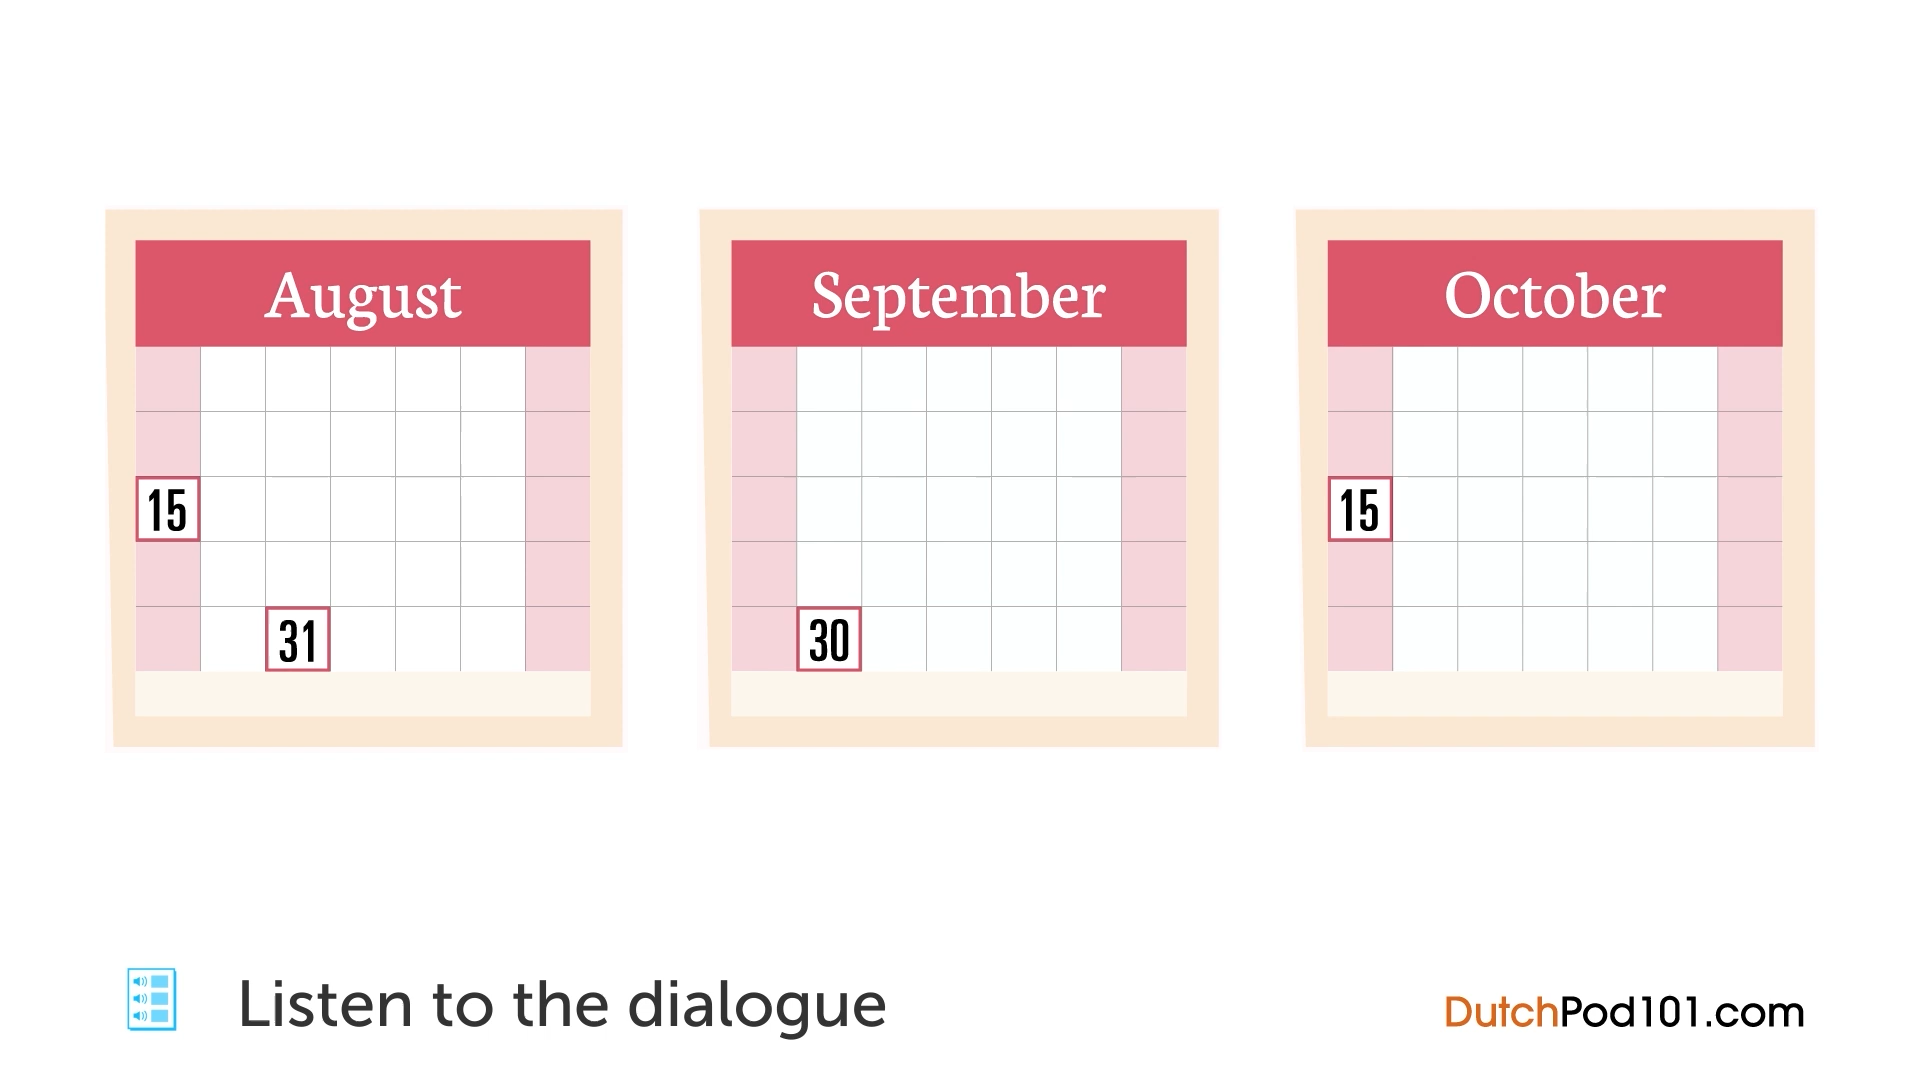 August
15
31
September
30
October
15
Listen to the dialogue
DutchPod101.com